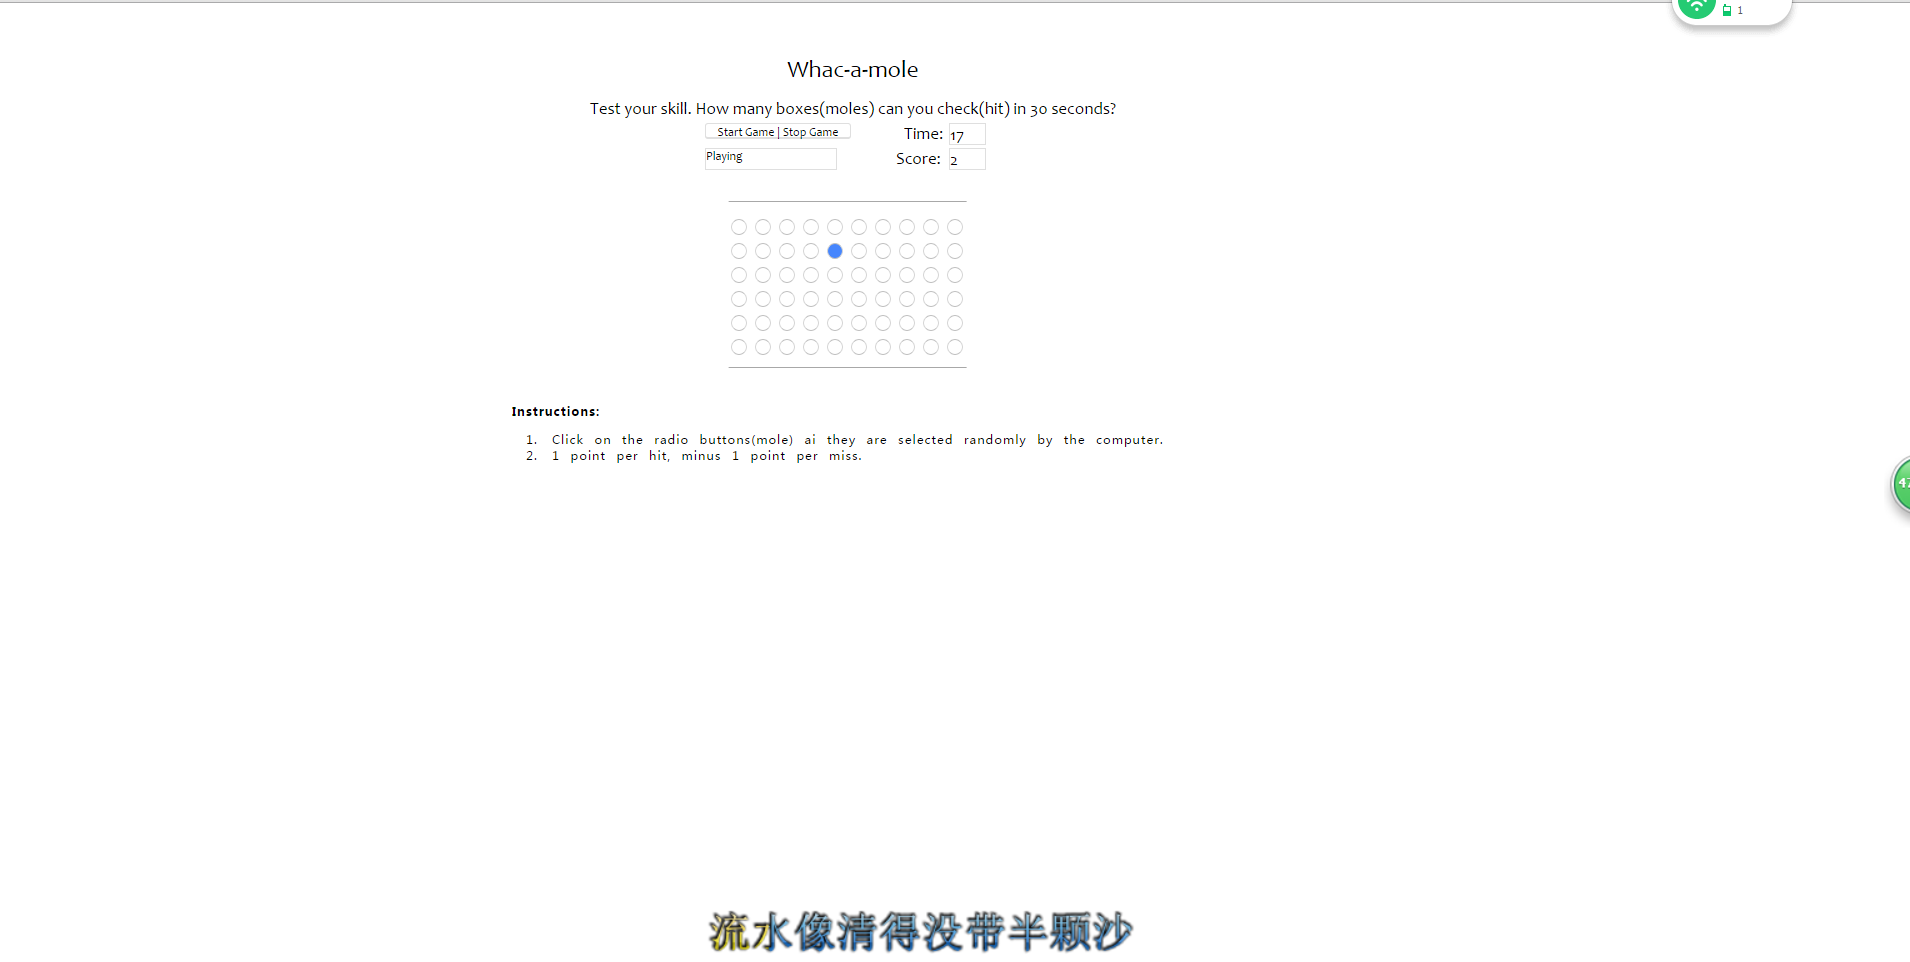 1
Whac-a-mole
Test your skill. How many boxes(moles) can you check(hit) in 30 seconds?
Start Game | Stop Game Time: 17
Playing Score: 2
Instructions:
1. Click on the radio buttons(mole) ai they are selected randomly by the computer.
2. 1 point per hit, minus 1 point per miss.
流水像清得没带半颗沙